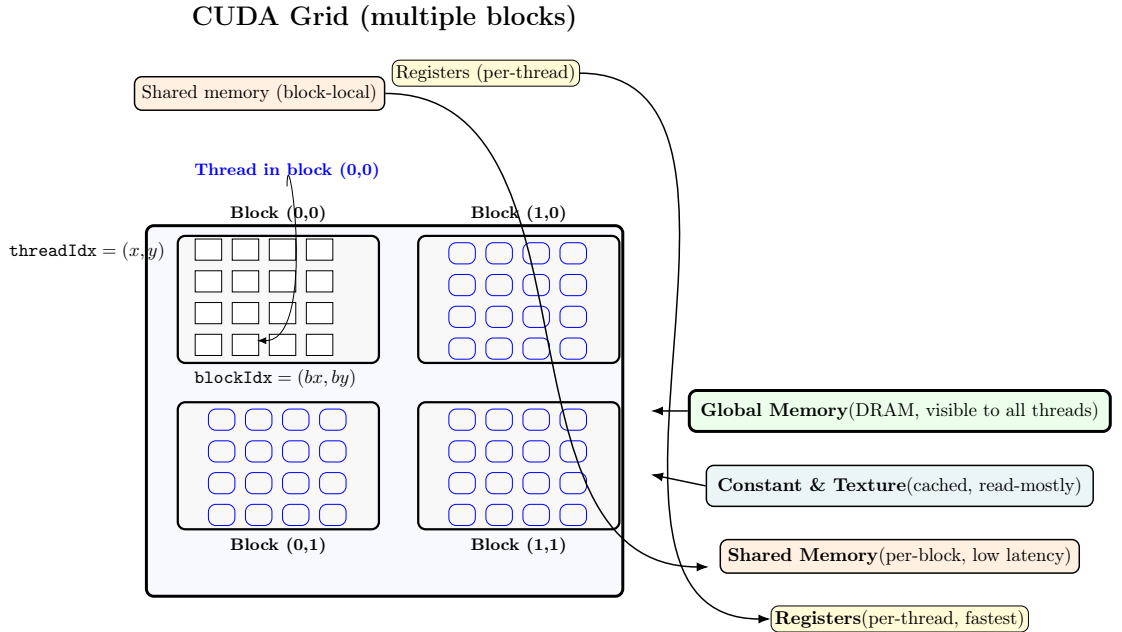 CUDA Grid (multiple blocks)
Registers (per-thread)
Shared memory (block-local)
Thread in block (0,0)
Block (0,0)
Block (1,0)
threadIdx = (x, y)
blockIdx = (bx, by)
Global Memory(DRAM, visible to all threads)
Constant & Texture(cached, read-mostly)
Block (0,1)
Block (1,1)
Shared Memory(per-block, low latency)
Registers(per-thread, fastest)